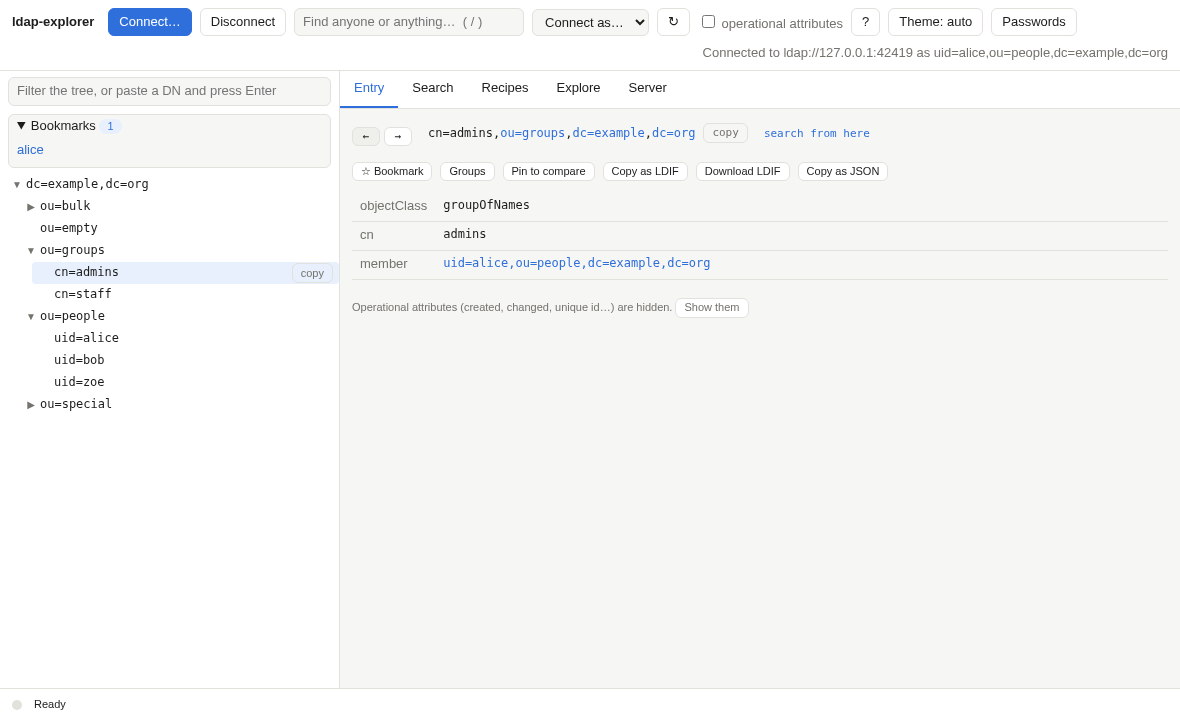 ldap-explorer Connect… Disconnect Find anyone or anything… ( / ) Connect as… ↻ operational attributes ? Theme: auto Passwords
Connected to ldap://127.0.0.1:42419 as uid=alice,ou=people,dc=example,dc=org
Filter the tree, or paste a DN and press Enter
▼ Bookmarks 1
alice
▼ dc=example,dc=org
▶ ou=bulk
ou=empty
▼ ou=groups
cn=admins copy
cn=staff
▼ ou=people
uid=alice
uid=bob
uid=zoe
▶ ou=special
Entry Search Recipes Explore Server
← → cn=admins,ou=groups,dc=example,dc=org copy search from here
☆ Bookmark Groups Pin to compare Copy as LDIF Download LDIF Copy as JSON
objectClass groupOfNames
cn admins
member uid=alice,ou=people,dc=example,dc=org
Operational attributes (created, changed, unique id…) are hidden. Show them
Ready